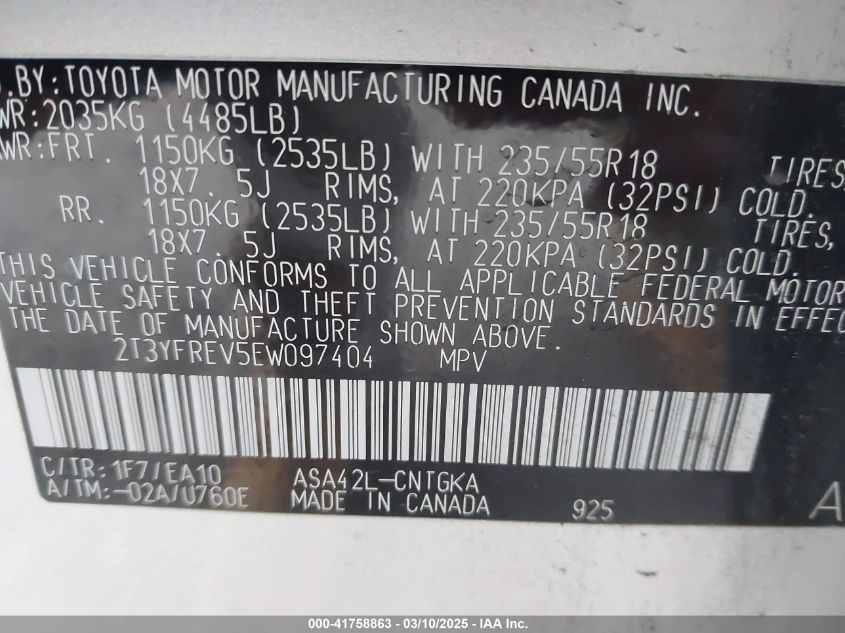 BY: TOYOTA MOTOR MANUFACTURING CANADA INC.
WR: 2035KG (4485LB)
WR: FRT. 1150KG (2535LB) WITH 235/55R18 TIRES,
18X7.5J RIMS, AT 220KPA (32PSI) COLD.
RR. 1150KG (2535LB) WITH 235/55R18 TIRES,
18X7.5J RIMS, AT 220KPA (32PSI) COLD.
THIS VEHICLE CONFORMS TO ALL APPLICABLE FEDERAL MOTOR
VEHICLE SAFETY AND THEFT PREVENTION STANDARDS IN EFFEC
THE DATE OF MANUFACTURE SHOWN ABOVE.
2T3YFREV5EW097404 MPV
C/TR: 1F7/EA10 ASA42L-CNTGKA
A/TM: -02A/U760E MADE IN CANADA 925 A
000-41758863 - 03/10/2025 - IAA Inc.